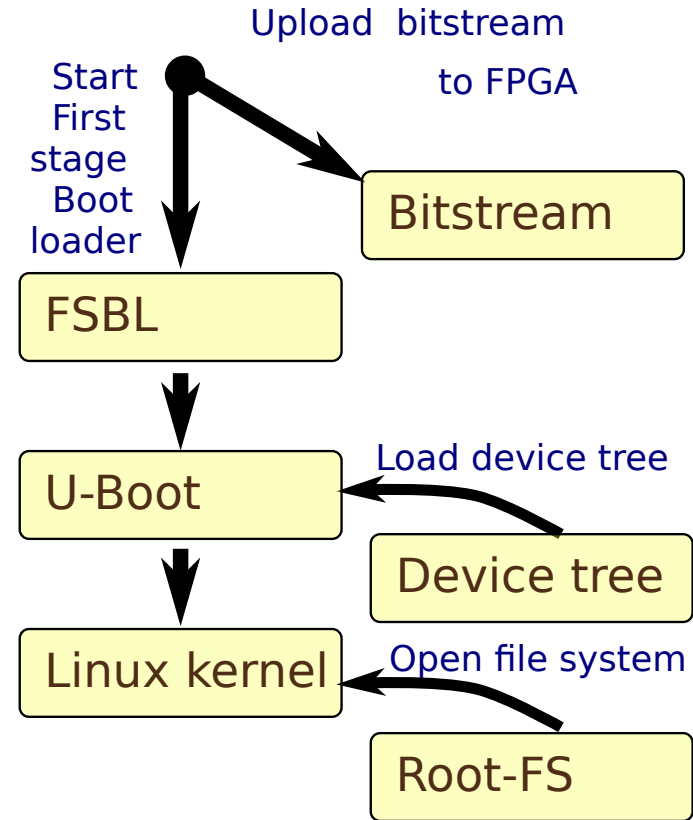 Upload bitstream
to FPGA
Start
First
stage
Boot
loader
Bitstream
FSBL
U-Boot
Load device tree
Device tree
Linux kernel
Open file system
Root-FS